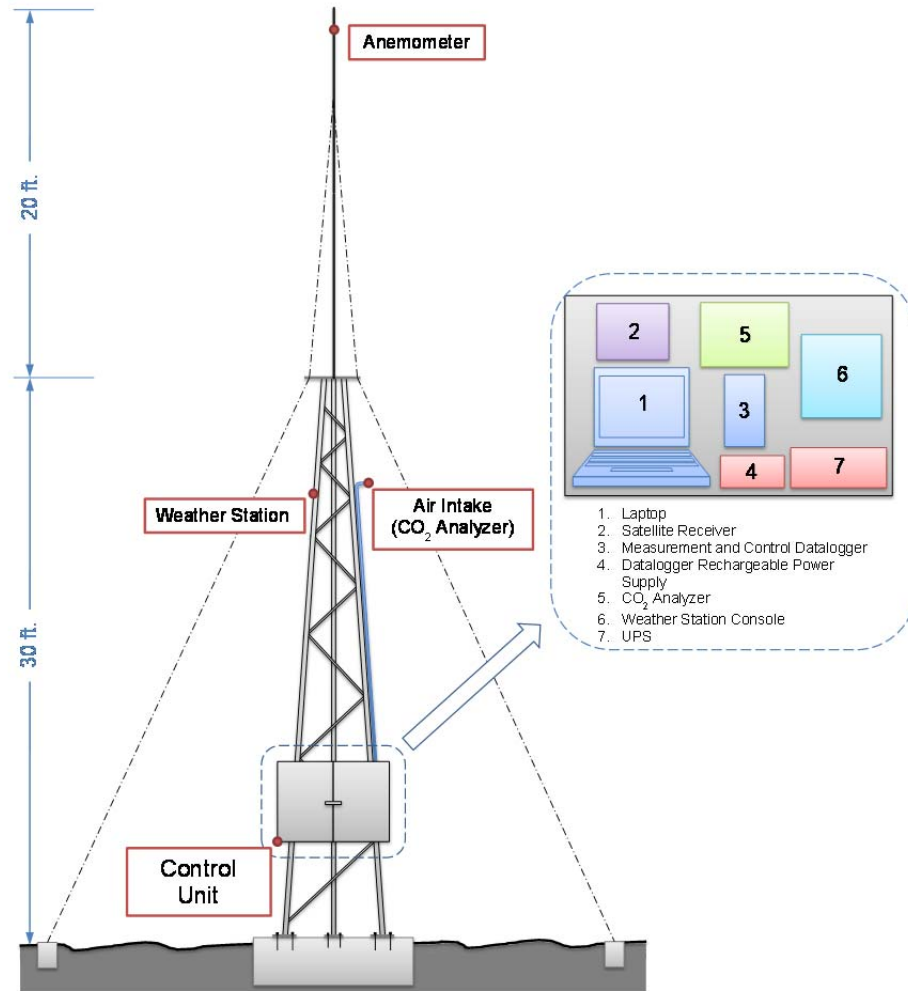 Anemometer
20 ft.
30 ft.
Weather Station
Air Intake
(CO₂ Analyzer)
Control
Unit
2
5
6
1
3
4
7
1. Laptop
2. Satellite Receiver
3. Measurement and Control Datalogger
4. Datalogger Rechargeable Power
Supply
5. CO₂ Analyzer
6. Weather Station Console
7. UPS